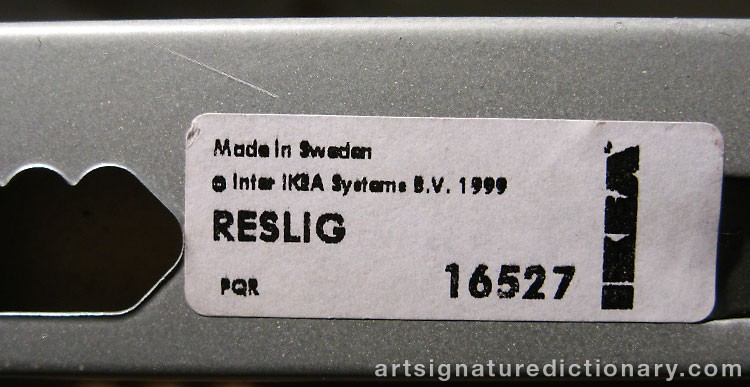 Made in Sweden
© Inter IKEA Systems B.V. 1999
RESLIG
PQR 16527
IKEA
artsignaturedictionary.com